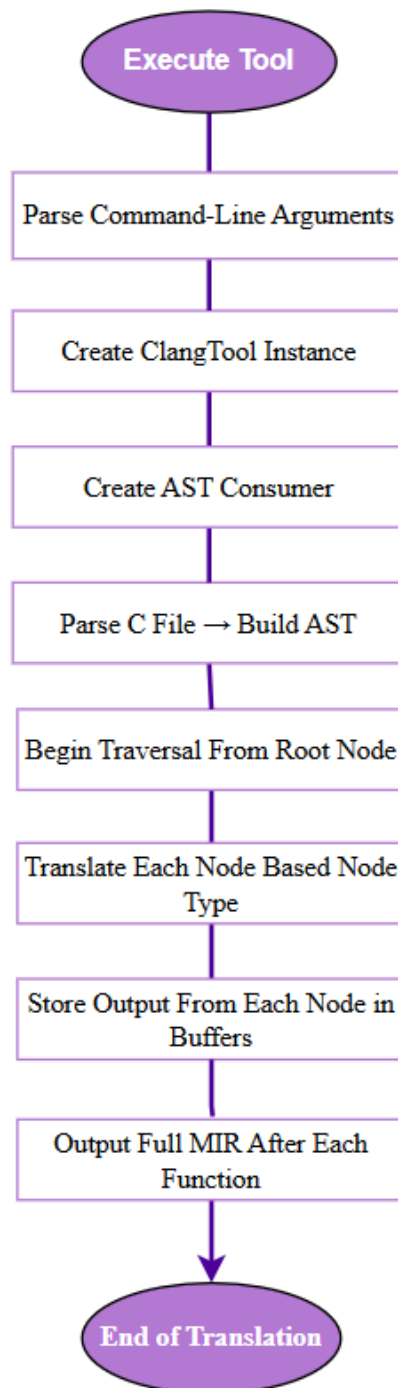 Execute Tool
Parse Command-Line Arguments
Create ClangTool Instance
Create AST Consumer
Parse C File → Build AST
Begin Traversal From Root Node
Translate Each Node Based Node
Type
Store Output From Each Node in
Buffers
Output Full MIR After Each
Function
End of Translation